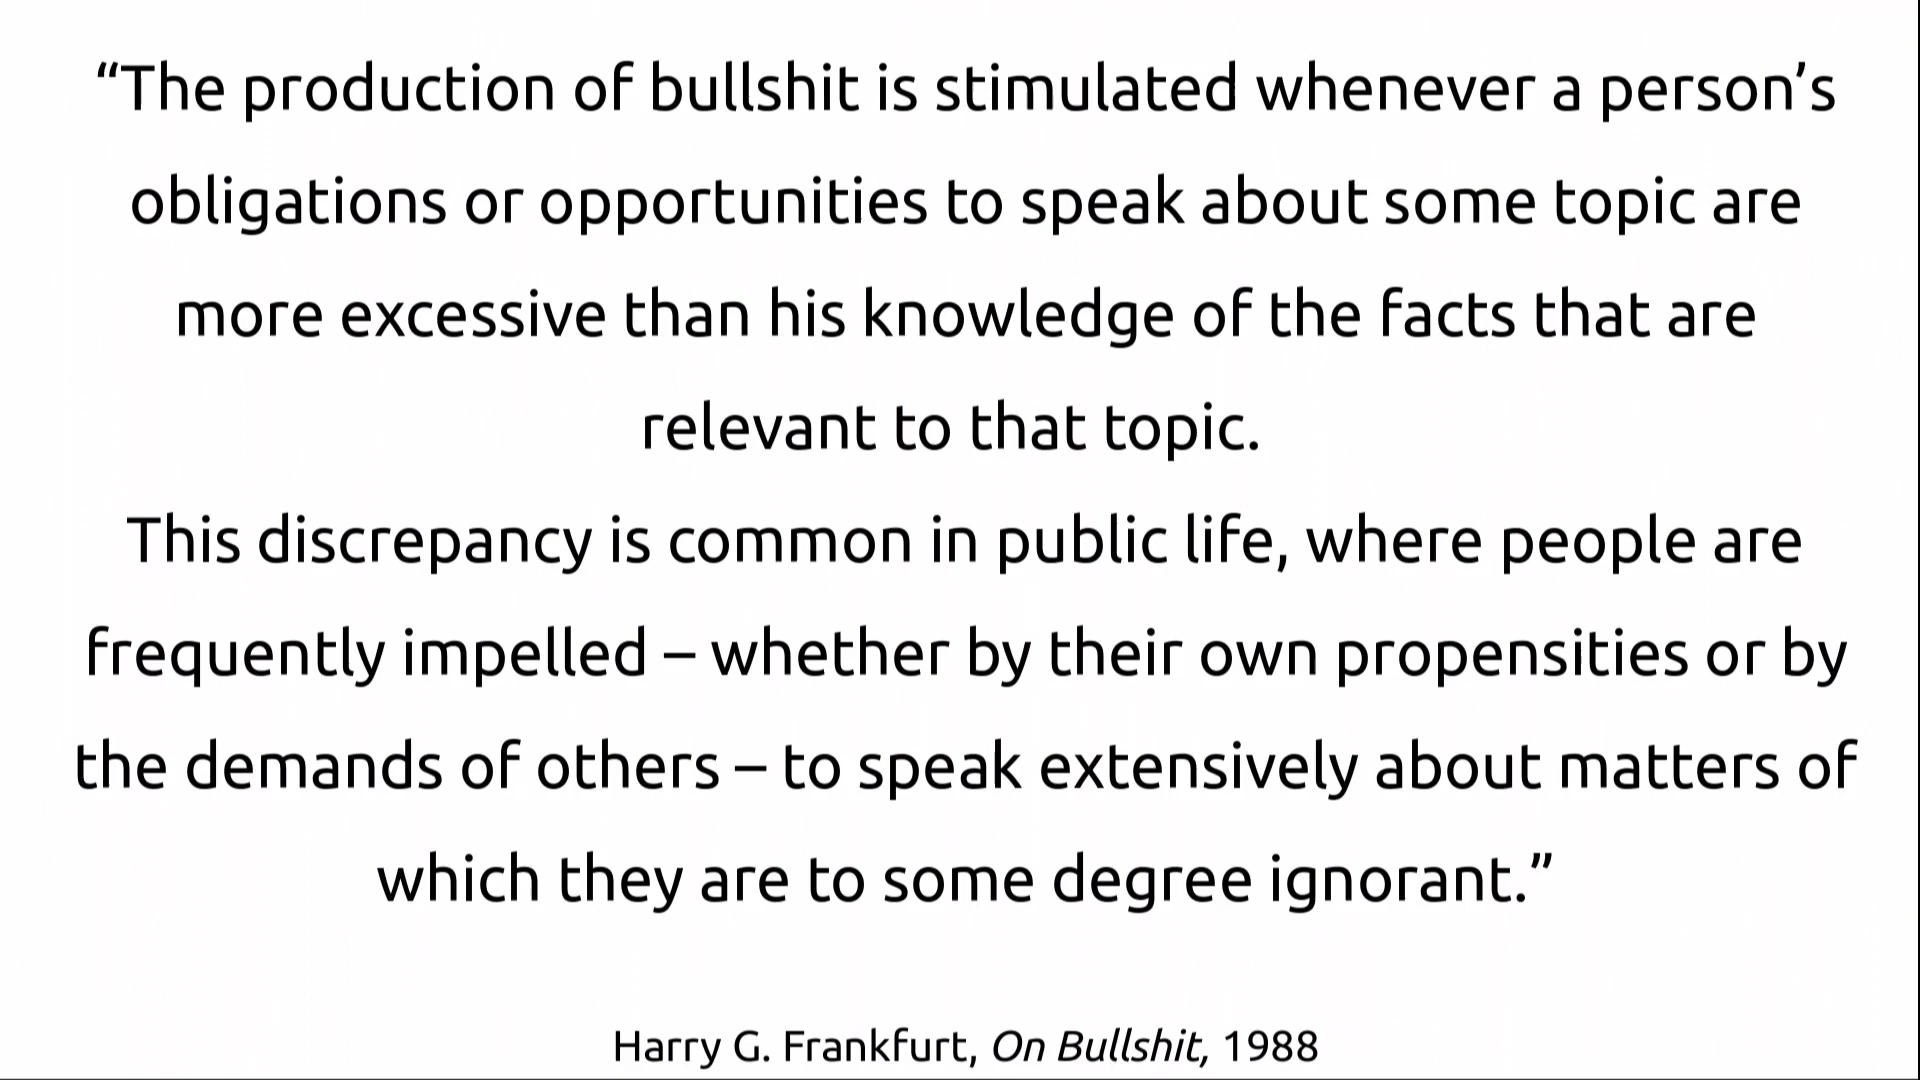 “The production of bullshit is stimulated whenever a person’s
obligations or opportunities to speak about some topic are
more excessive than his knowledge of the facts that are
relevant to that topic.
This discrepancy is common in public life, where people are
frequently impelled – whether by their own propensities or by
the demands of others – to speak extensively about matters of
which they are to some degree ignorant.”
Harry G. Frankfurt, On Bullshit, 1988